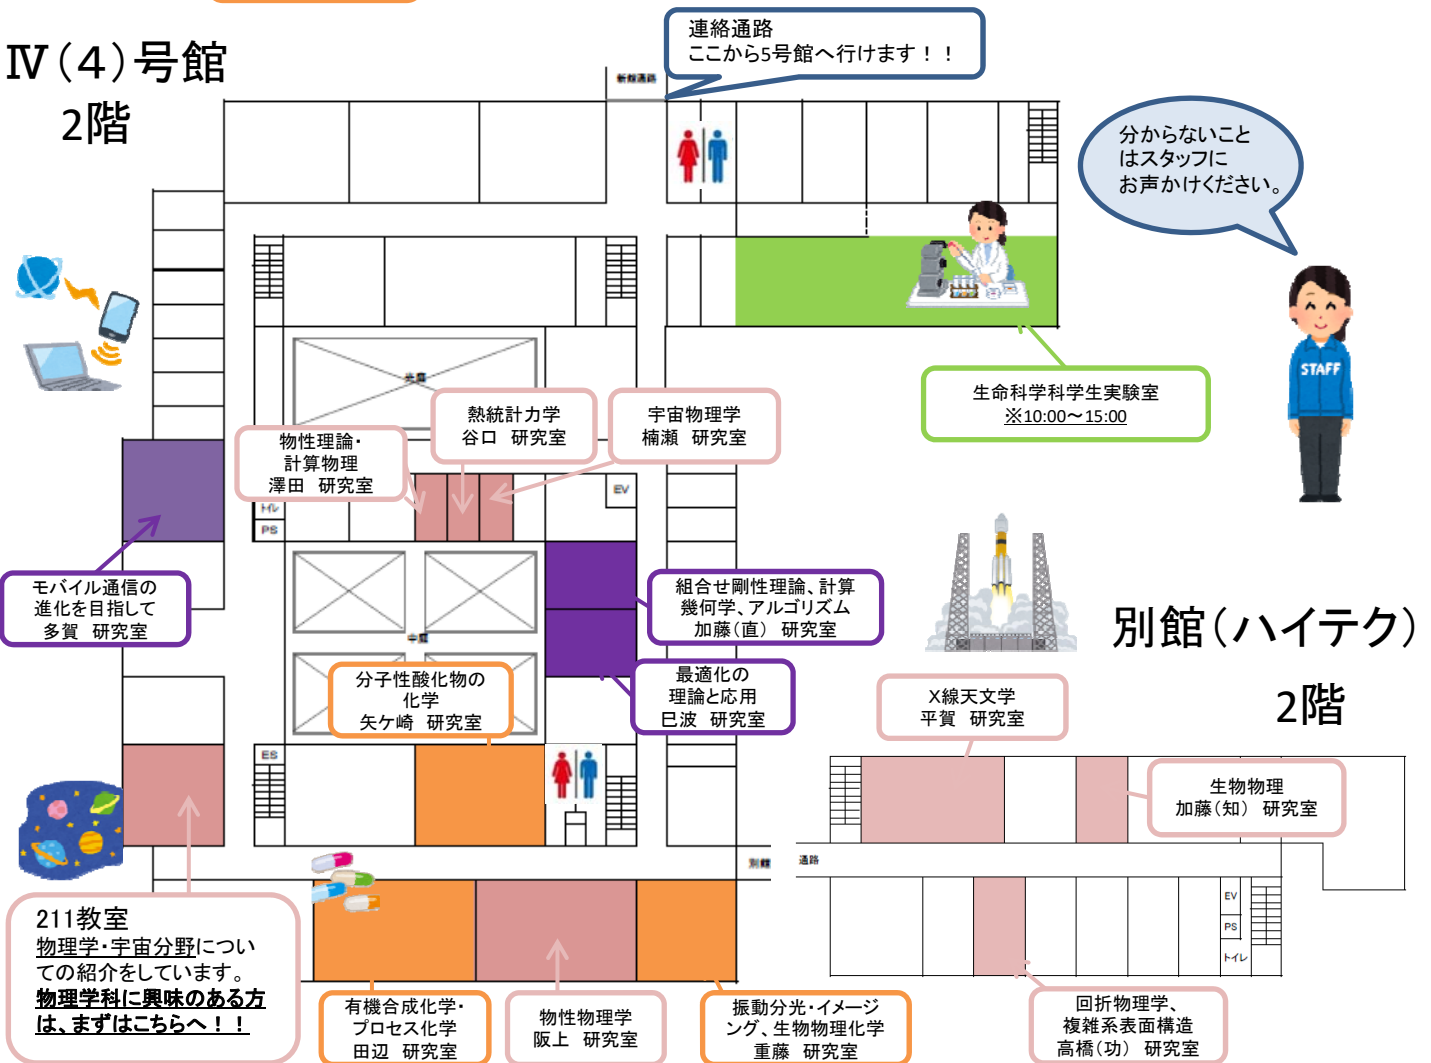 Ⅳ(４)号館
2階
連絡通路
ここから5号館へ行けます！！
新館通路
分からないこと
はスタッフに
お声かけください。
STAFF
生命科学科学生実験室
※10:00～15:00
光庭
熱統計力学
谷口 研究室
宇宙物理学
楠瀬 研究室
物性理論・
計算物理
澤田 研究室
EV
トイレ
PS
モバイル通信の
進化を目指して
多賀 研究室
組合せ剛性理論、計算
幾何学、アルゴリズム
加藤(直) 研究室
中庭
最適化の
理論と応用
巳波 研究室
分子性酸化物の
化学
矢ケ崎 研究室
ES
別館
211教室
物理学・宇宙分野につい
ての紹介をしています。
物理学科に興味のある方
は、まずはこちらへ！！
有機合成化学・
プロセス化学
田辺 研究室
物性物理学
阪上 研究室
振動分光・イメージ
ング、生物物理化学
重藤 研究室
別館(ハイテク)
2階
X線天文学
平賀 研究室
生物物理
加藤(知) 研究室
通路
EV
PS
トイレ
回折物理学、
複雑系表面構造
高橋(功) 研究室